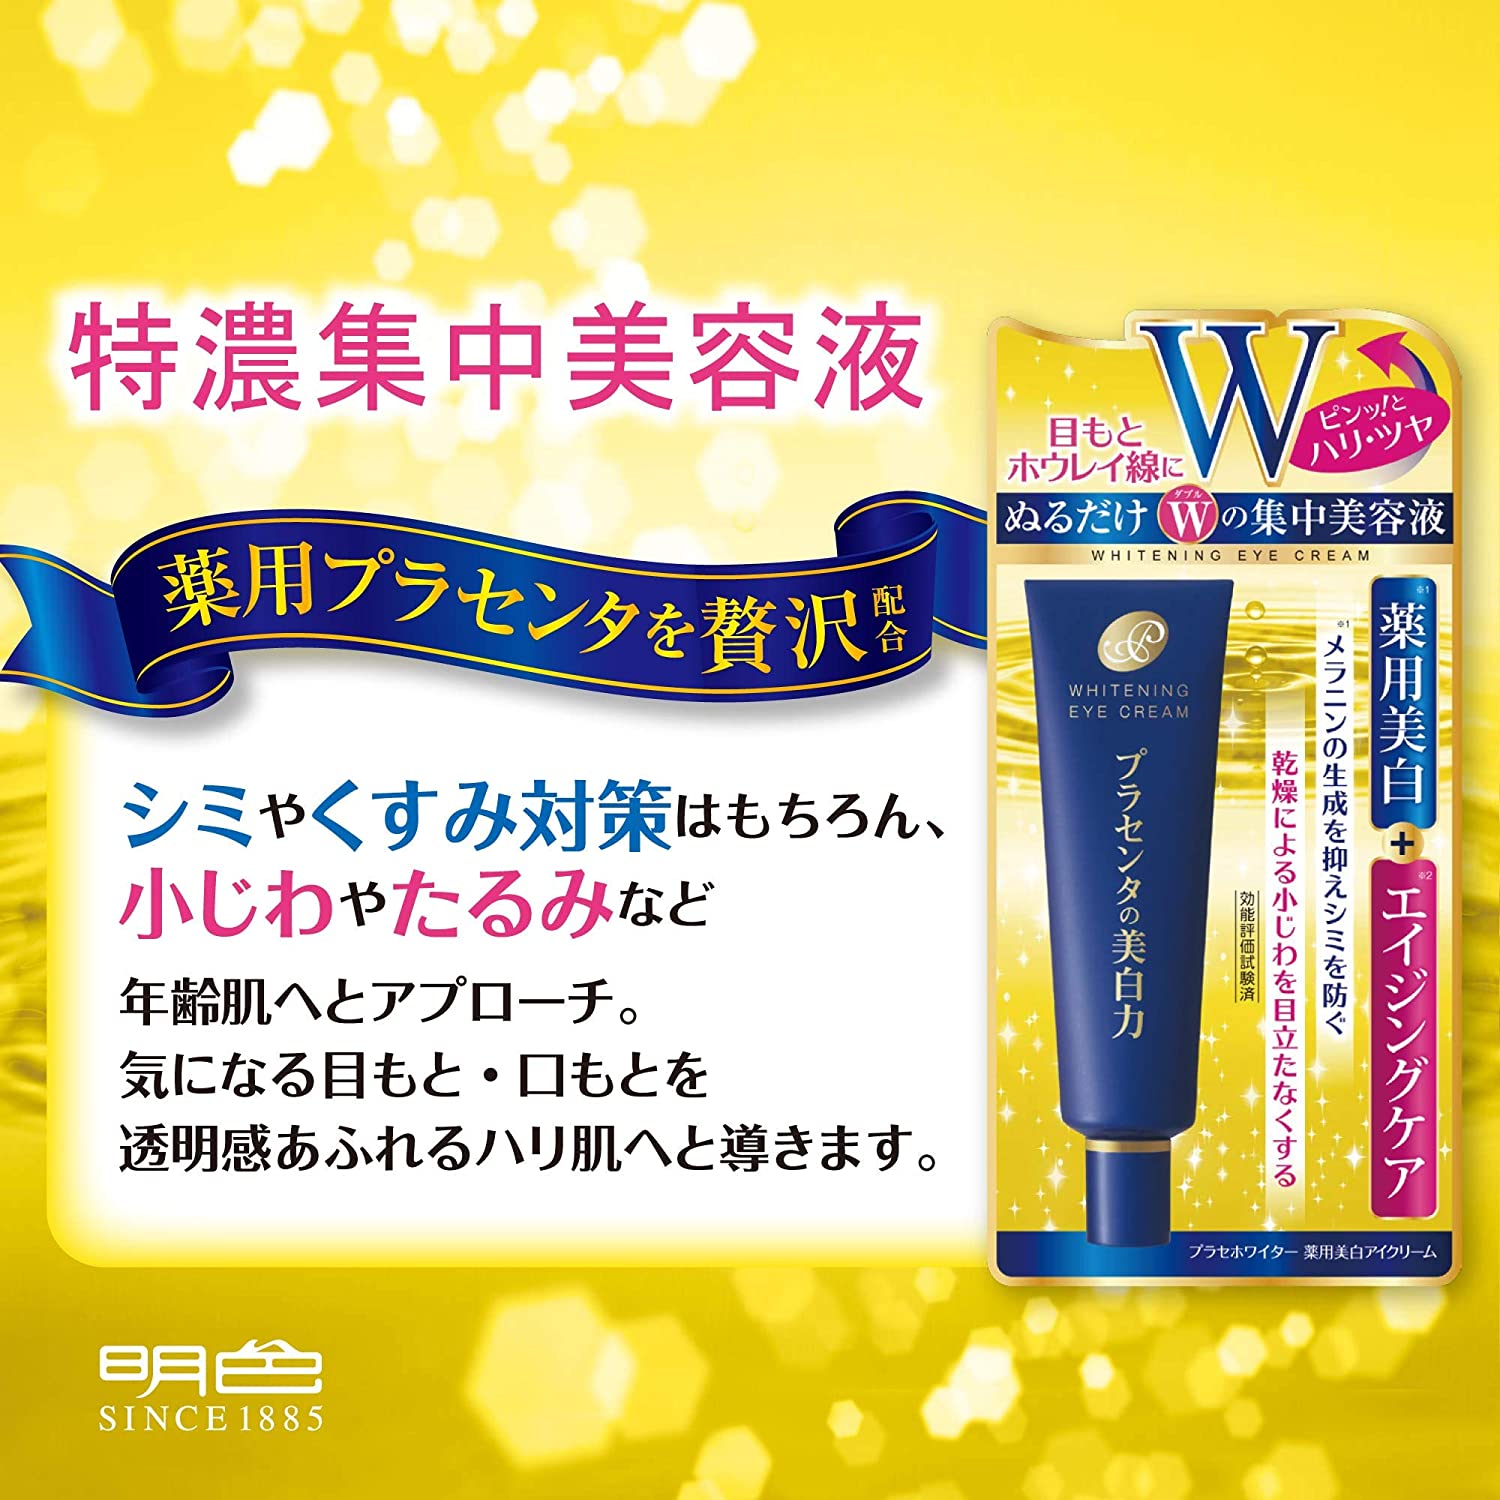 特濃集中美容液
薬用プラセンタを贅沢配合
シミやくすみ対策はもちろん、
小じわやたるみなど
年齢肌へとアプローチ。
気になる目もと・口もとを
透明感あふれるハリ肌へと導きます。
明色
SINCE1885
W
ピンッ!と
ハリ・ツヤ
目もと
ホウレイ線に
ダブル
ぬるだけWの集中美容液
WHITENING EYE CREAM
※1
薬用美白
+
※2
エイジングケア
※1
メラニンの生成を抑えシミを防ぐ
乾燥による小じわを目立たなくする
効能評価試験済
WHITENING
EYE CREAM
プラセンタの美白力
プラセホワイター 薬用美白アイクリーム